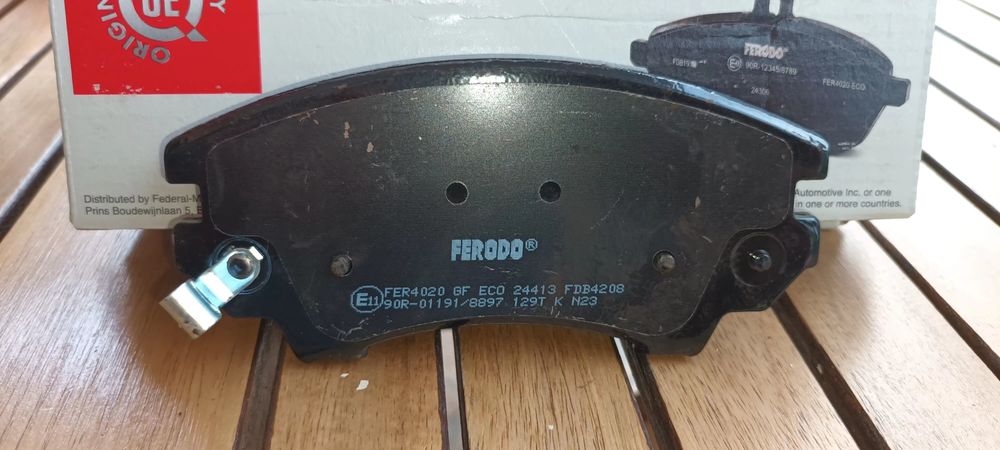 ORIGIN
OE
Y
FERODO
E11
90R-12345/6789
24306
FER4020 ECO
Distributed by Federal-M
Prins Boudewijnlaan 5, B
Automotive Inc. or one
in one or more countries.
FERODO®
E11 FER4020 GF ECO 24413 FDB4208
90R-01191/8897 129T K N23